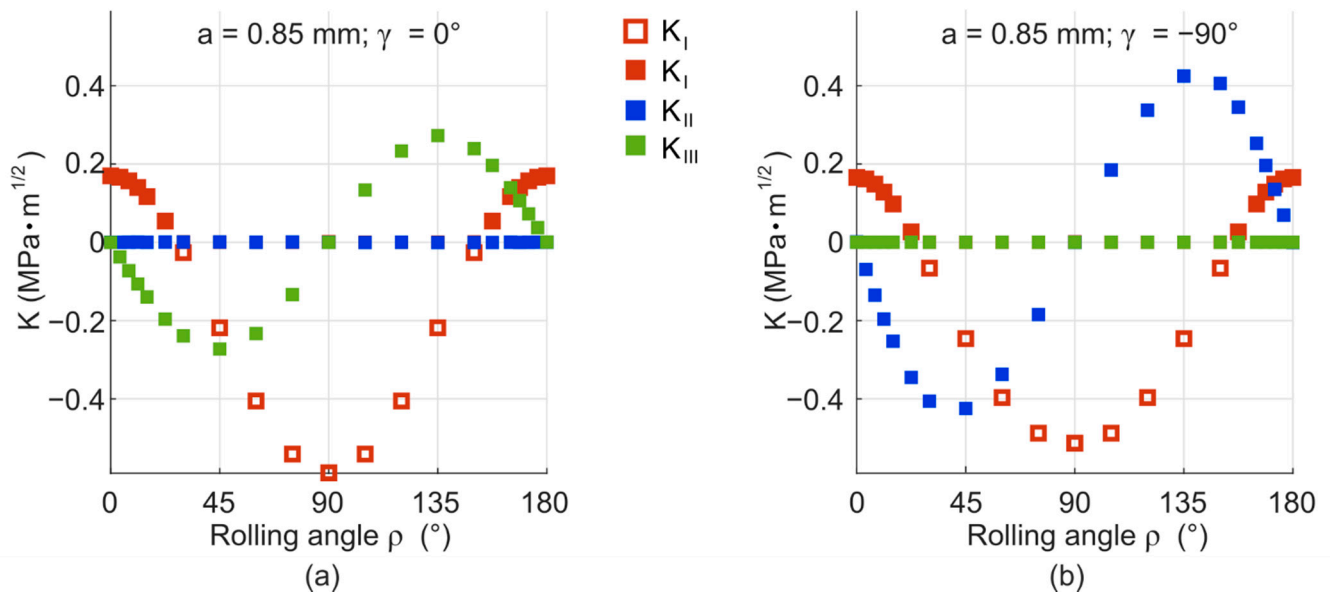 a = 0.85 mm; γ = 0°
K (MPa·m^1/2)
0.4
0.2
0
−0.2
−0.4
0 45 90 135 180
Rolling angle ρ (°)
(a)
K_I
K_I
K_II
K_III
a = 0.85 mm; γ = −90°
K (MPa·m^1/2)
0.4
0.2
0
−0.2
−0.4
0 45 90 135 180
Rolling angle ρ (°)
(b)